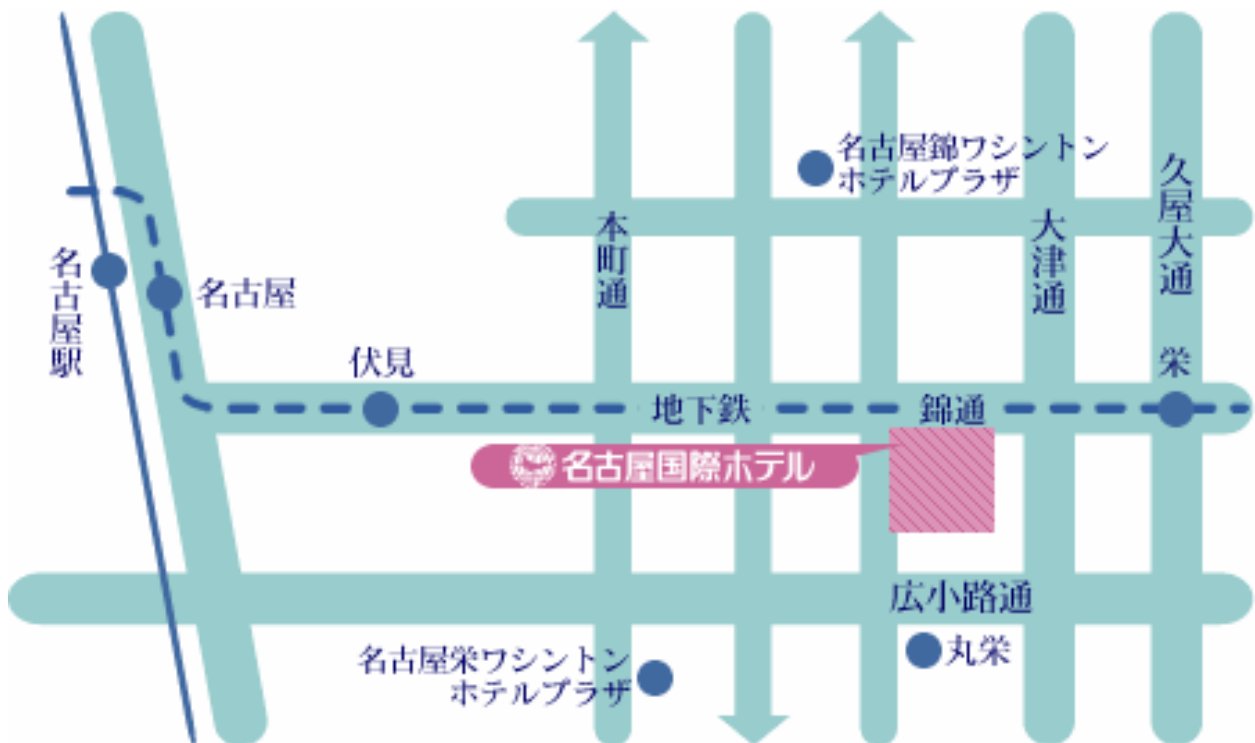 名古屋錦ワシントン
ホテルプラザ
久屋大通
本町通
大津通
名古屋駅
名古屋
伏見
栄
地下鉄
錦通
名古屋国際ホテル
広小路通
丸栄
名古屋栄ワシントン
ホテルプラザ